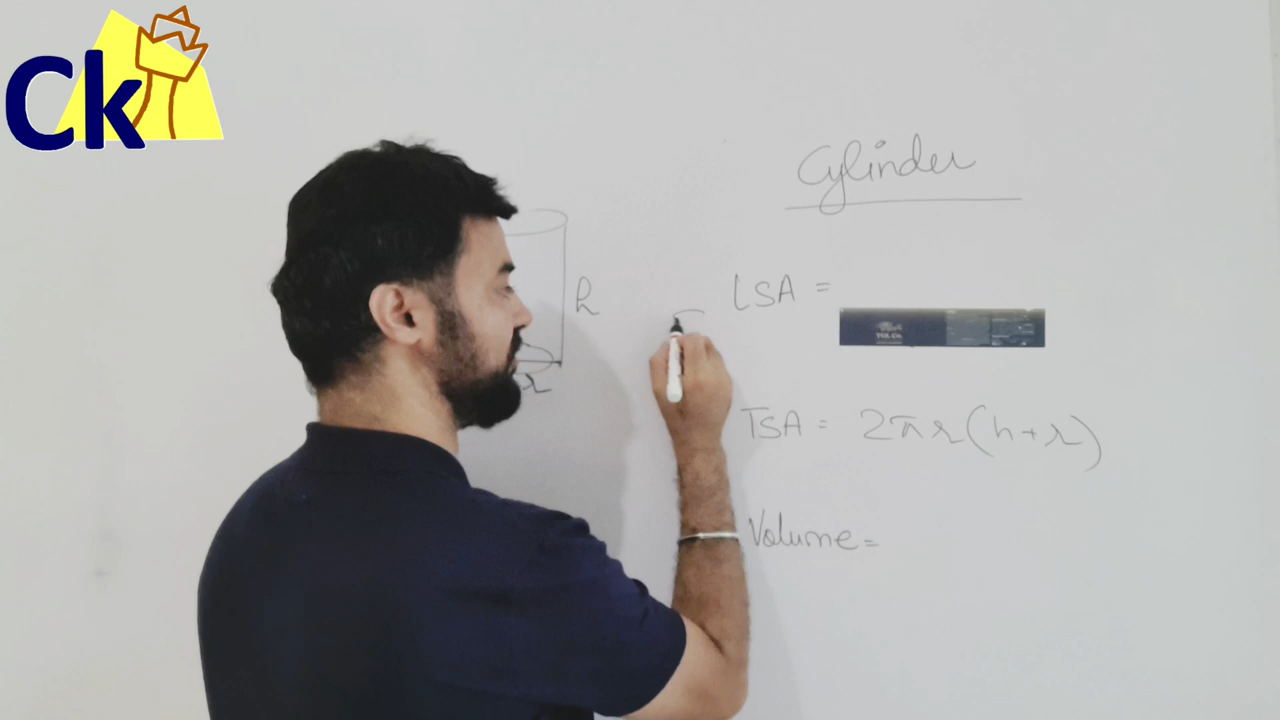 Ck
Cylinder
h
r
LSA =
TSA = 2πr(h+r)
Volume =